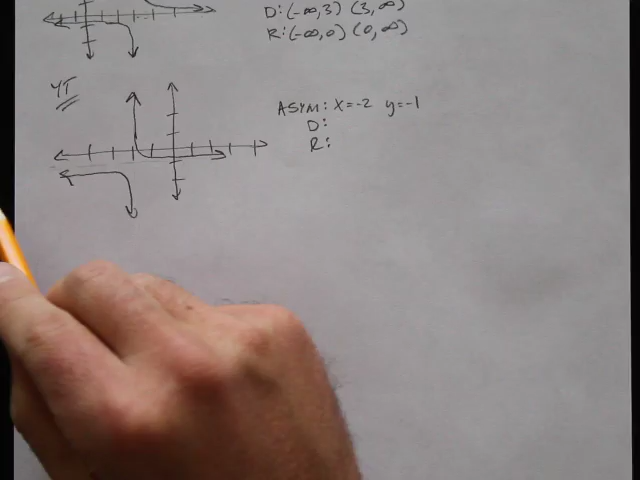 D: (-∞, 3) (3, ∞)
R: (-∞, 0) (0, ∞)
YT
ASYM: x=-2 y=-1
D:
R: